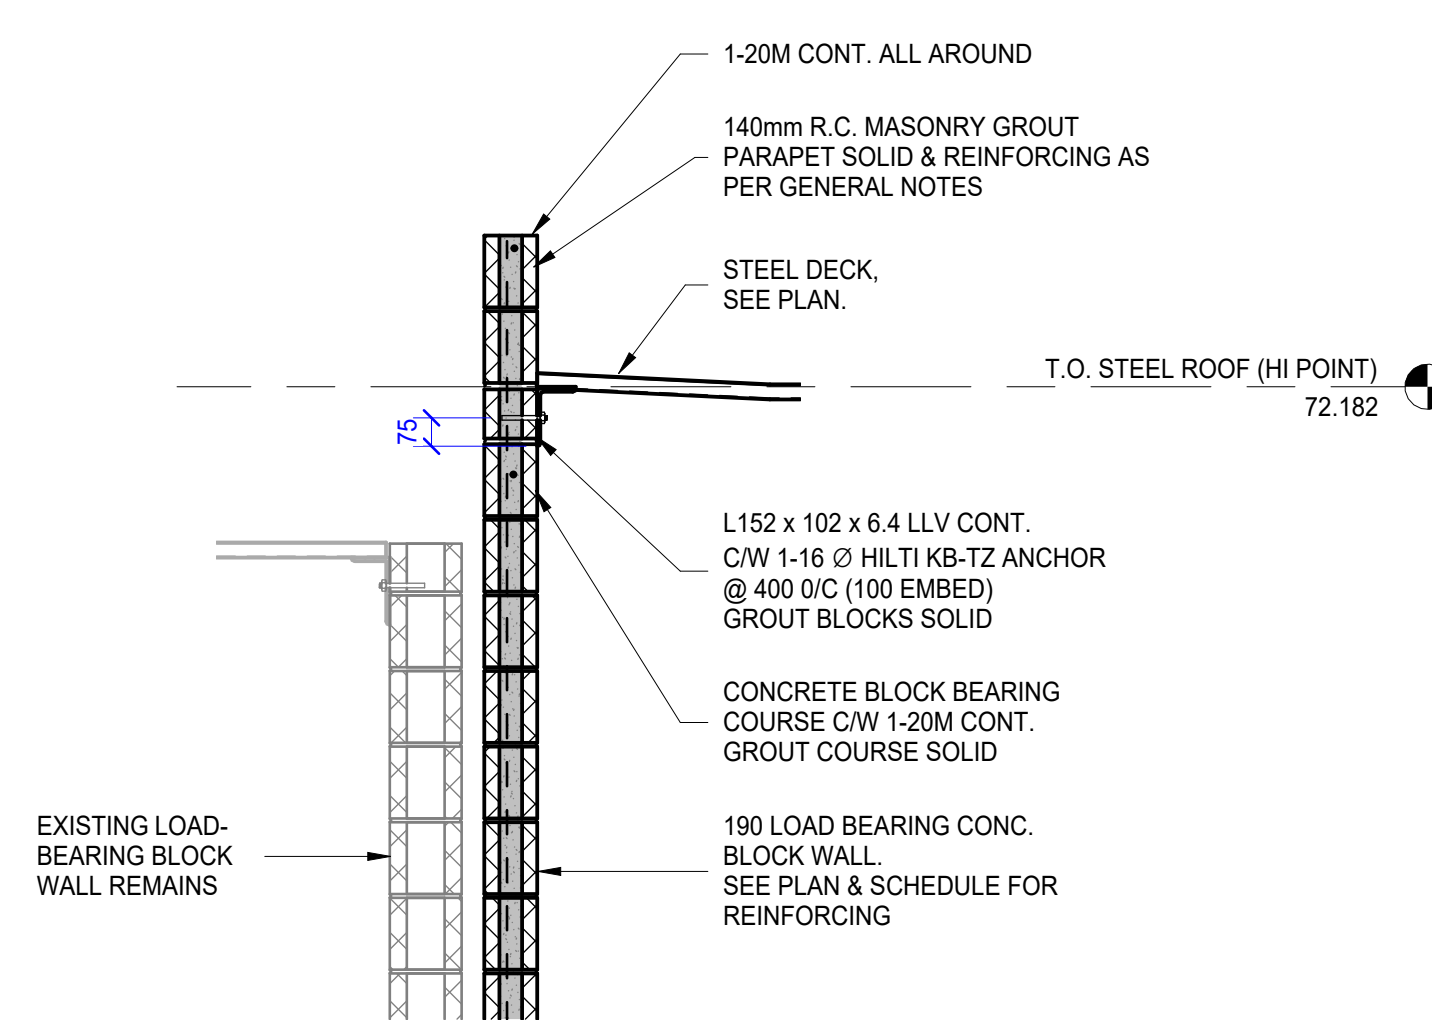 1-20M CONT. ALL AROUND
140mm R.C. MASONRY GROUT
PARAPET SOLID & REINFORCING AS
PER GENERAL NOTES
STEEL DECK,
SEE PLAN.
T.O. STEEL ROOF (HI POINT)
72.182
75
L152 x 102 x 6.4 LLV CONT.
C/W 1-16 ∅ HILTI KB-TZ ANCHOR
@ 400 0/C (100 EMBED)
GROUT BLOCKS SOLID
CONCRETE BLOCK BEARING
COURSE C/W 1-20M CONT.
GROUT COURSE SOLID
EXISTING LOAD-
BEARING BLOCK
WALL REMAINS
190 LOAD BEARING CONC.
BLOCK WALL.
SEE PLAN & SCHEDULE FOR
REINFORCING